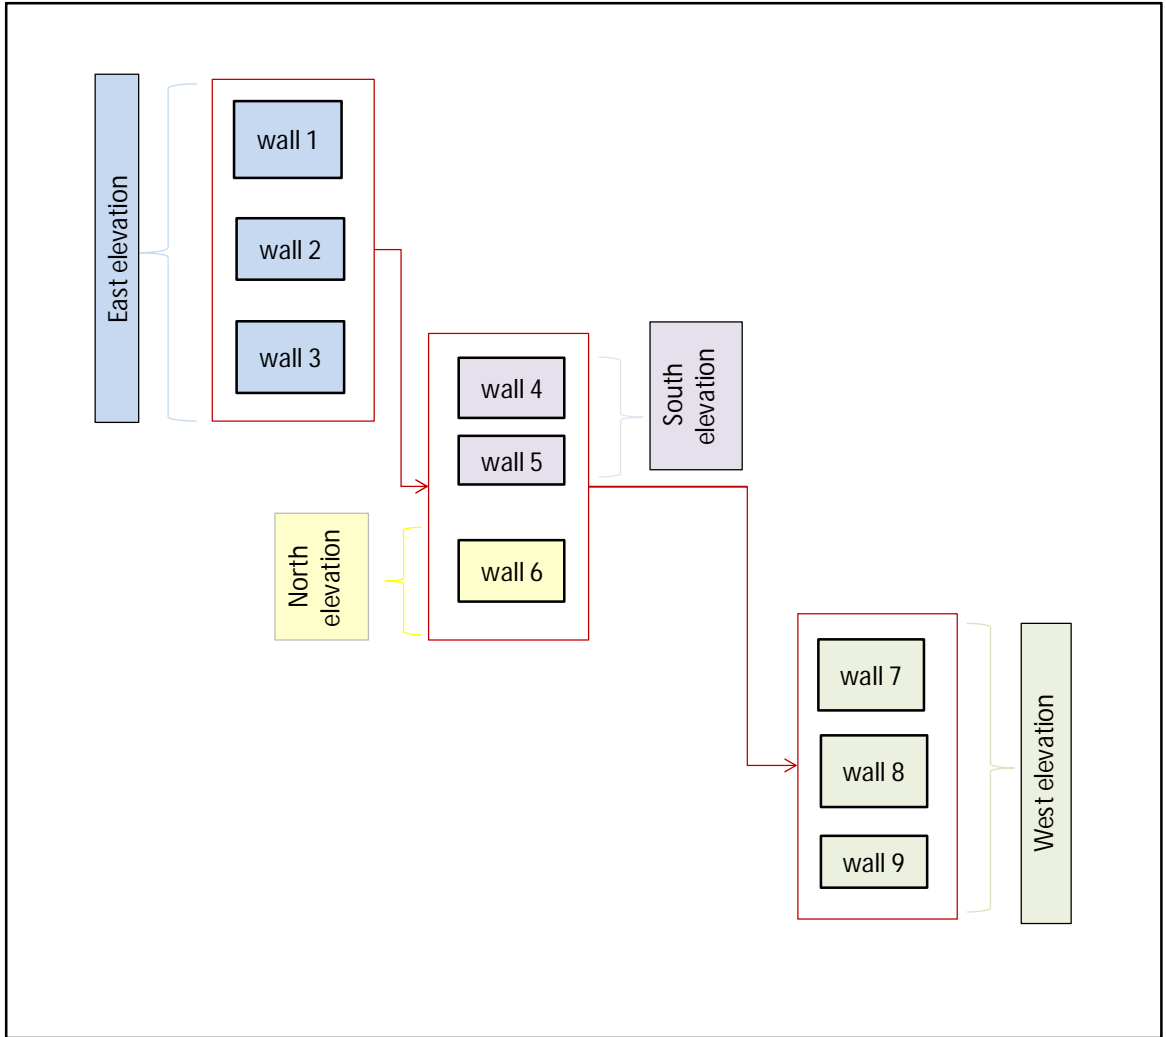 East elevation
wall 1
wall 2
wall 3
South
elevation
wall 4
wall 5
North
elevation
wall 6
wall 7
wall 8
wall 9
West elevation